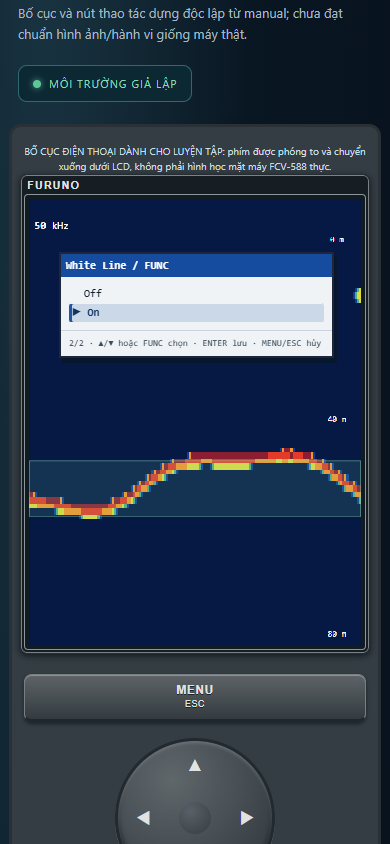 Bố cục và nút thao tác dựng độc lập từ manual; chưa đạt
chuẩn hình ảnh/hành vi giống máy thật.
MÔI TRƯỜNG GIẢ LẬP
BỐ CỤC ĐIỆN THOẠI DÀNH CHO LUYỆN TẬP: phím được phóng to và chuyển
xuống dưới LCD, không phải hình học mặt máy FCV-588 thực.
FURUNO
50 kHz
0 m
White Line / FUNC
Off
▶ On
2/2 · ▲/▼ hoặc FUNC chọn · ENTER lưu · MENU/ESC hủy
40 m
80 m
MENU
ESC
▲
◀ ▶